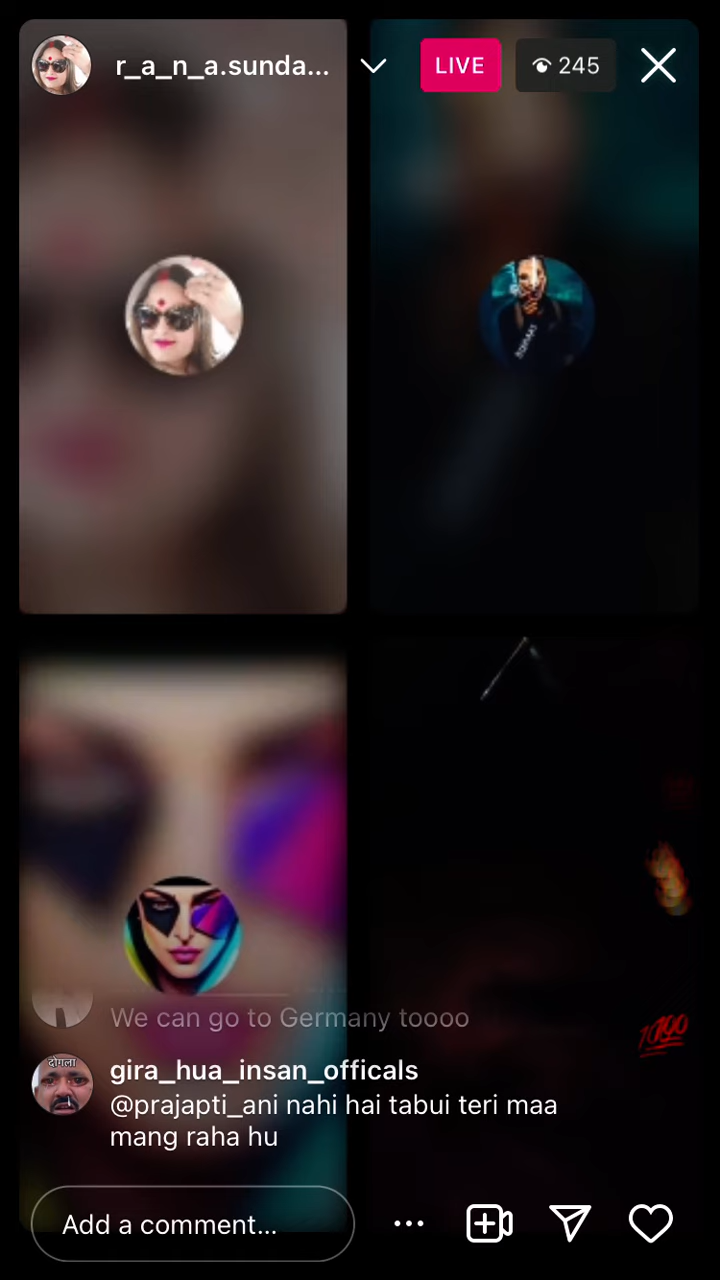 r_a_n_a.sunda...
LIVE
245
We can go to Germany toooo
दोगला
gira_hua_insan_officals
@prajapti_ani nahi hai tabui teri maa
mang raha hu
Add a comment...